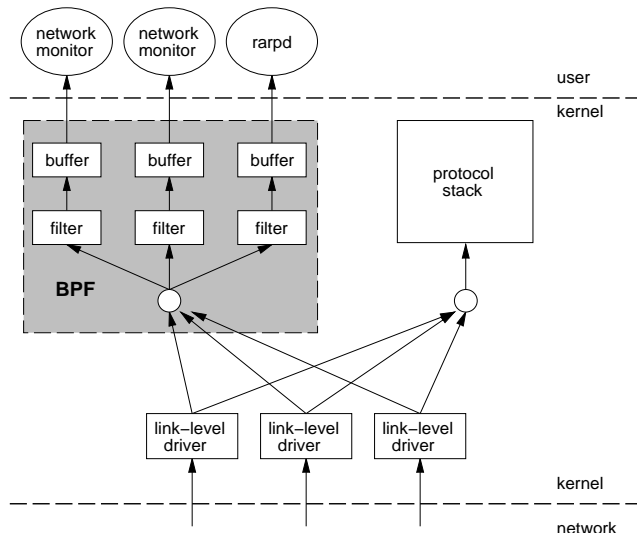 network
monitor
network
monitor
rarpd
user
kernel
buffer
buffer
buffer
protocol
stack
filter
filter
filter
BPF
link-level
driver
link-level
driver
link-level
driver
kernel
network